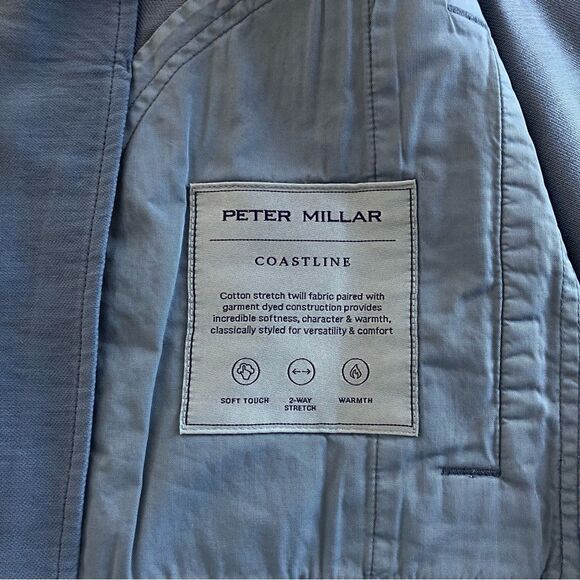 PETER MILLAR
COASTLINE
Cotton stretch twill fabric paired with
garment dyed construction provides
incredible softness, character & warmth,
classically styled for versatility & comfort
SOFT TOUCH
2-WAY
STRETCH
WARMTH